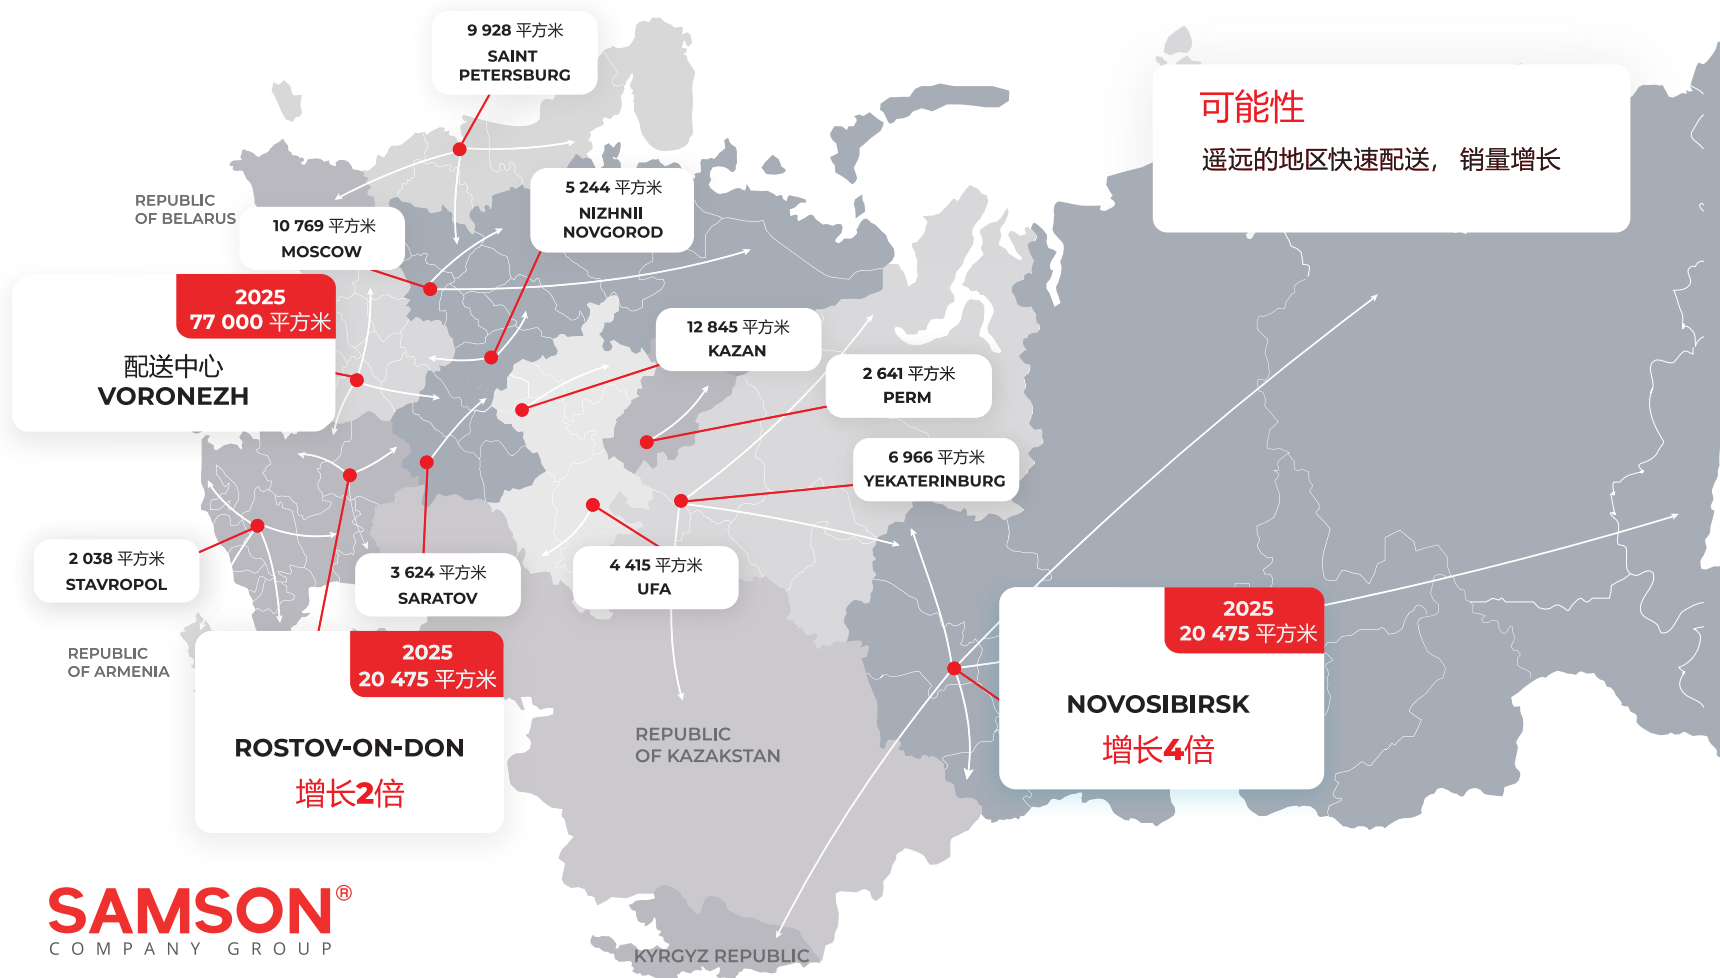 9 928 平方米
SAINT
PETERSBURG
可能性
遥远的地区快速配送， 销量增长
5 244 平方米
NIZHNII
NOVGOROD
REPUBLIC
OF BELARUS
10 769 平方米
MOSCOW
2025
77 000 平方米
配送中心
VORONEZH
12 845 平方米
KAZAN
2 641 平方米
PERM
6 966 平方米
YEKATERINBURG
2 038 平方米
STAVROPOL
3 624 平方米
SARATOV
4 415 平方米
UFA
REPUBLIC
OF ARMENIA
2025
20 475 平方米
ROSTOV-ON-DON
增长2倍
2025
20 475 平方米
NOVOSIBIRSK
增长4倍
REPUBLIC
OF KAZAKSTAN
SAMSON®
COMPANY GROUP
KYRGYZ REPUBLIC